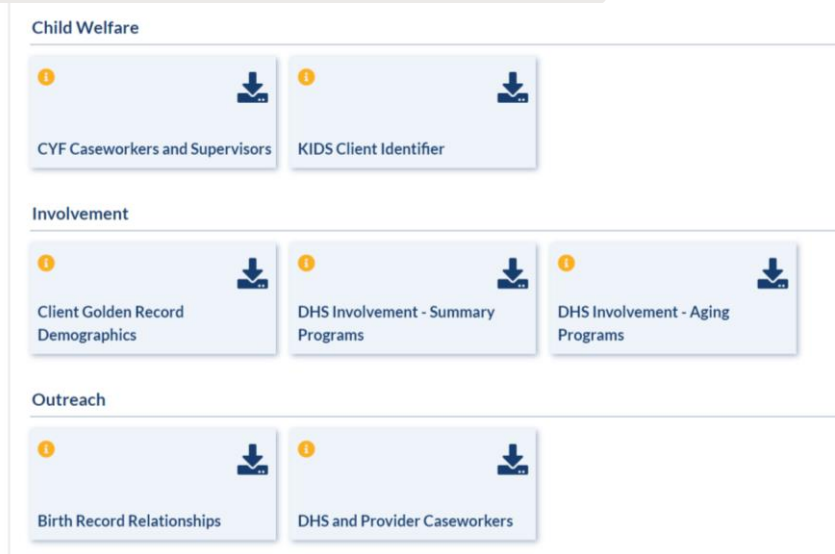 Child Welfare
CYF Caseworkers and Supervisors
KIDS Client Identifier
Involvement
Client Golden Record
Demographics
DHS Involvement - Summary
Programs
DHS Involvement - Aging
Programs
Outreach
Birth Record Relationships
DHS and Provider Caseworkers